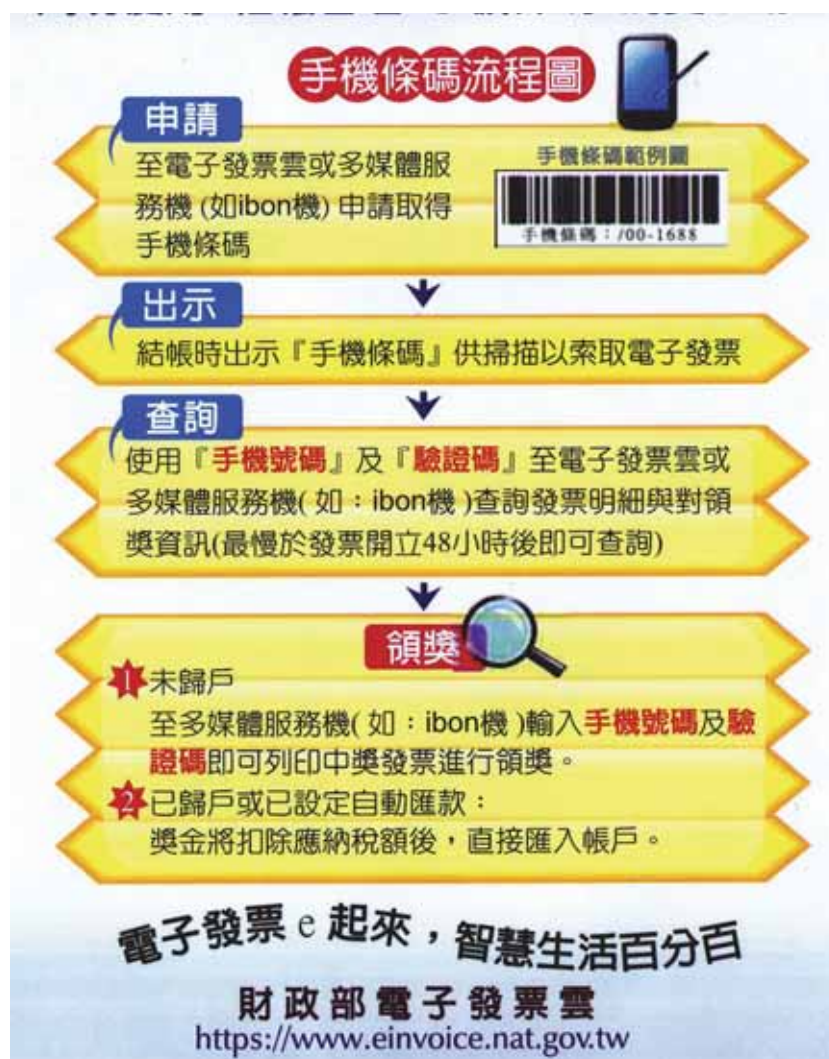 手機條碼流程圖
申請
至電子發票雲或多媒體服
務機 (如ibon機) 申請取得
手機條碼
手機條碼範例圖
手機條碼：/00-1688
出示
結帳時出示『手機條碼』供掃描以索取電子發票
查詢
使用『手機號碼』及『驗證碼』至電子發票雲或
多媒體服務機( 如：ibon機 )查詢發票明細與對領
獎資訊(最慢於發票開立48小時後即可查詢)
領獎
1 未歸戶
至多媒體服務機( 如：ibon機 )輸入手機號碼及驗
證碼即可列印中獎發票進行領獎。
2 已歸戶或已設定自動匯款：
獎金將扣除應納稅額後，直接匯入帳戶。
電子發票 e 起來，智慧生活百分百
財政部電子發票雲
https://www.einvoice.nat.gov.tw